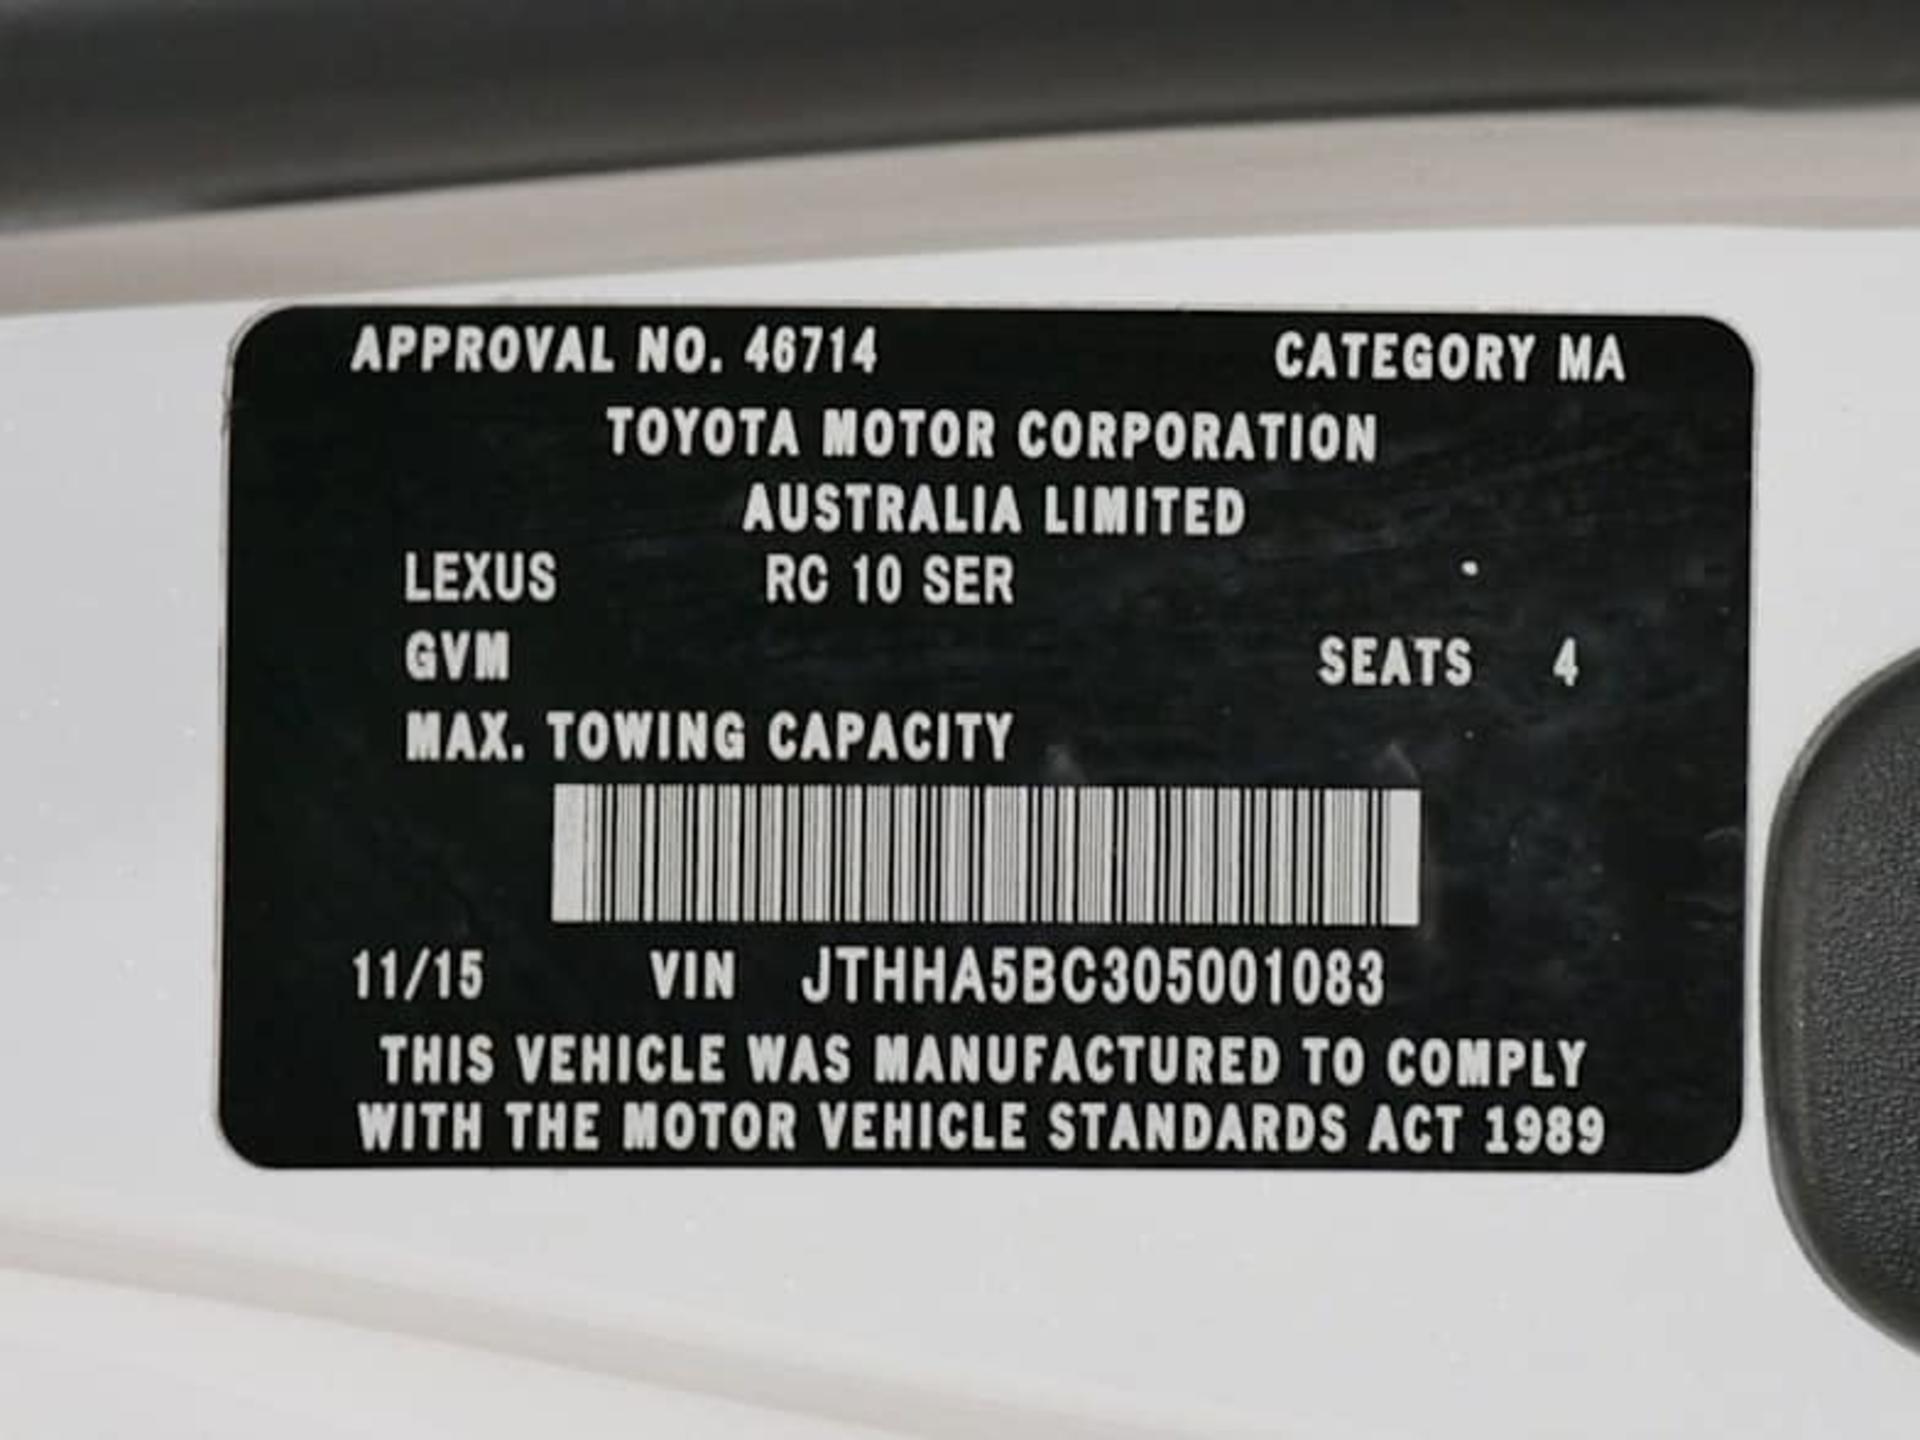 APPROVAL NO. 46714 CATEGORY MA
TOYOTA MOTOR CORPORATION
AUSTRALIA LIMITED
LEXUS RC 10 SER
GVM SEATS 4
MAX. TOWING CAPACITY
11/15 VIN JTHHA5BC305001083
THIS VEHICLE WAS MANUFACTURED TO COMPLY
WITH THE MOTOR VEHICLE STANDARDS ACT 1989